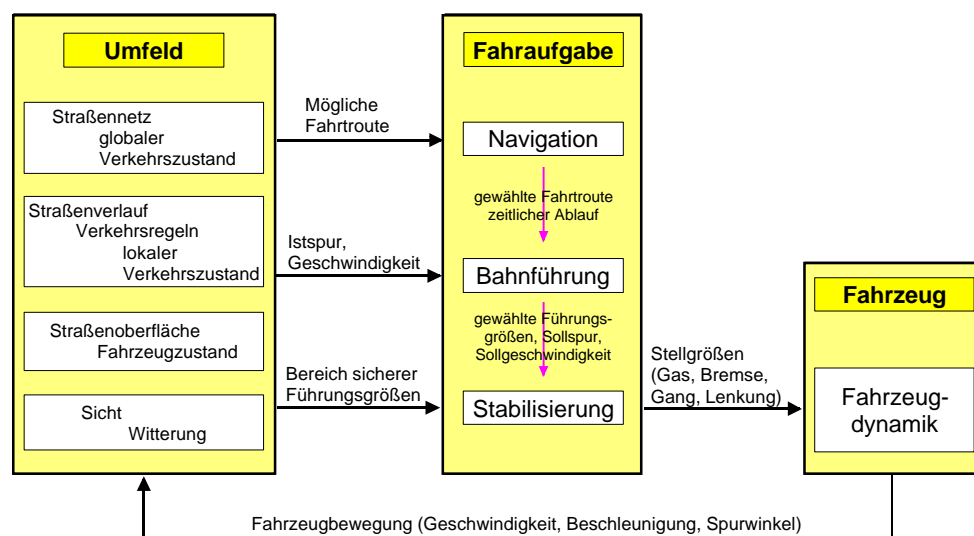 Umfeld
Straßennetz
globaler
Verkehrszustand
Straßenverlauf
Verkehrsregeln
lokaler
Verkehrszustand
Straßenoberfläche
Fahrzeugzustand
Sicht
Witterung
Mögliche
Fahrtroute
Istspur,
Geschwindigkeit
Bereich sicherer
Führungsgrößen
Fahraufgabe
Navigation
gewählte Fahrtroute
zeitlicher Ablauf
Bahnführung
gewählte Führungs-
größen, Sollspur,
Sollgeschwindigkeit
Stabilisierung
Stellgrößen
(Gas, Bremse,
Gang, Lenkung)
Fahrzeug
Fahrzeug-
dynamik
Fahrzeugbewegung (Geschwindigkeit, Beschleunigung, Spurwinkel)